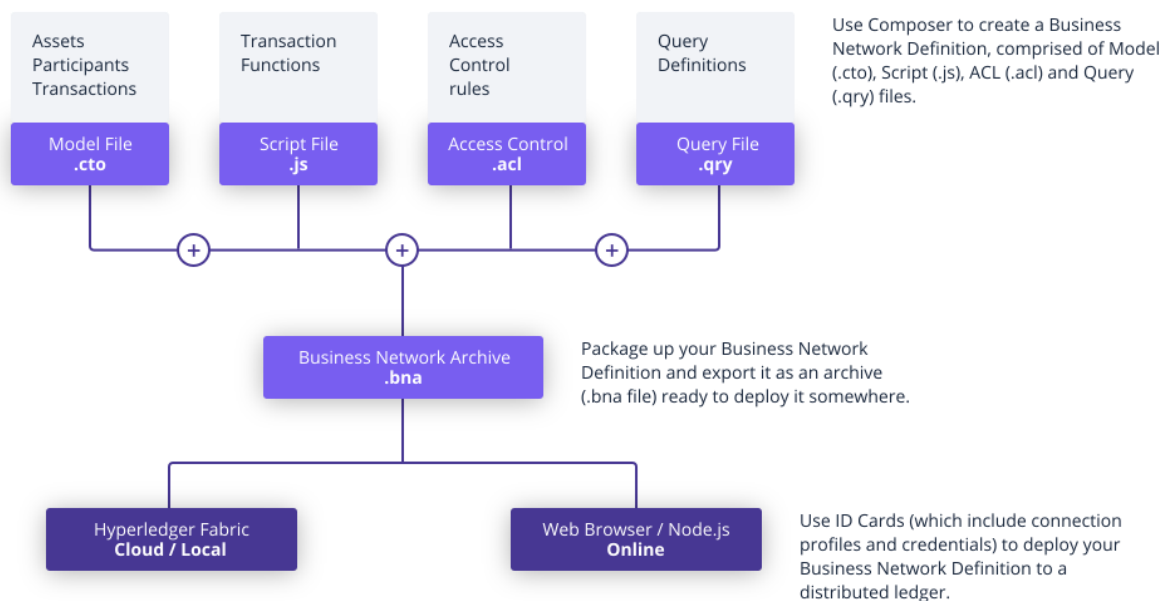 Assets
Participants
Transactions
Model File
.cto
Transaction
Functions
Script File
.js
Access
Control
rules
Access Control
.acl
Query
Definitions
Query File
.qry
Use Composer to create a Business
Network Definition, comprised of Model
(.cto), Script (.js), ACL (.acl) and Query
(.qry) files.
+
+
+
Business Network Archive
.bna
Package up your Business Network
Definition and export it as an archive
(.bna file) ready to deploy it somewhere.
Hyperledger Fabric
Cloud / Local
Web Browser / Node.js
Online
Use ID Cards (which include connection
profiles and credentials) to deploy your
Business Network Definition to a
distributed ledger.